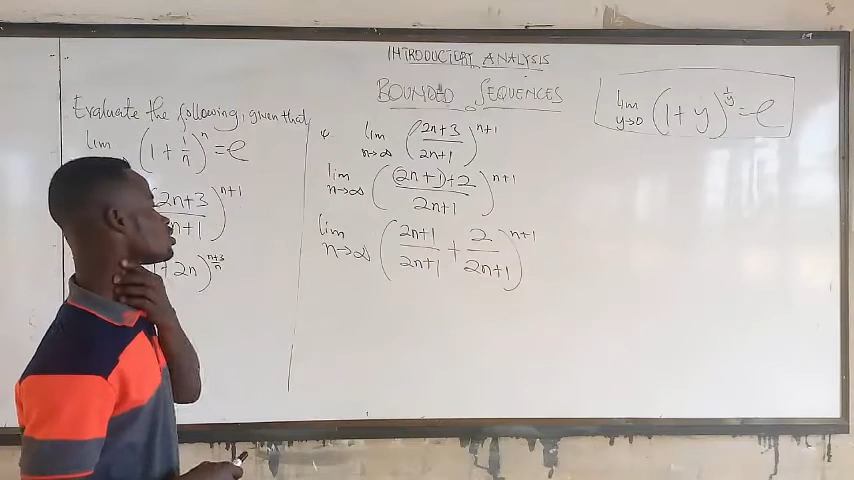 INTRODUCTORY ANALYSIS
BOUNDED SEQUENCES
Evaluate the following, given that
lim (1 + 1/n)^n = e
2n+3/n+1)^n+1
1+2n)^n+3/n
lim n→∞ (2n+3/2n+1)^n+1
lim n→∞ ((2n+1)+2/2n+1)^n+1
lim n→∞ (2n+1/2n+1 + 2/2n+1)^n+1
lim y→0 (1+y)^1/y = e